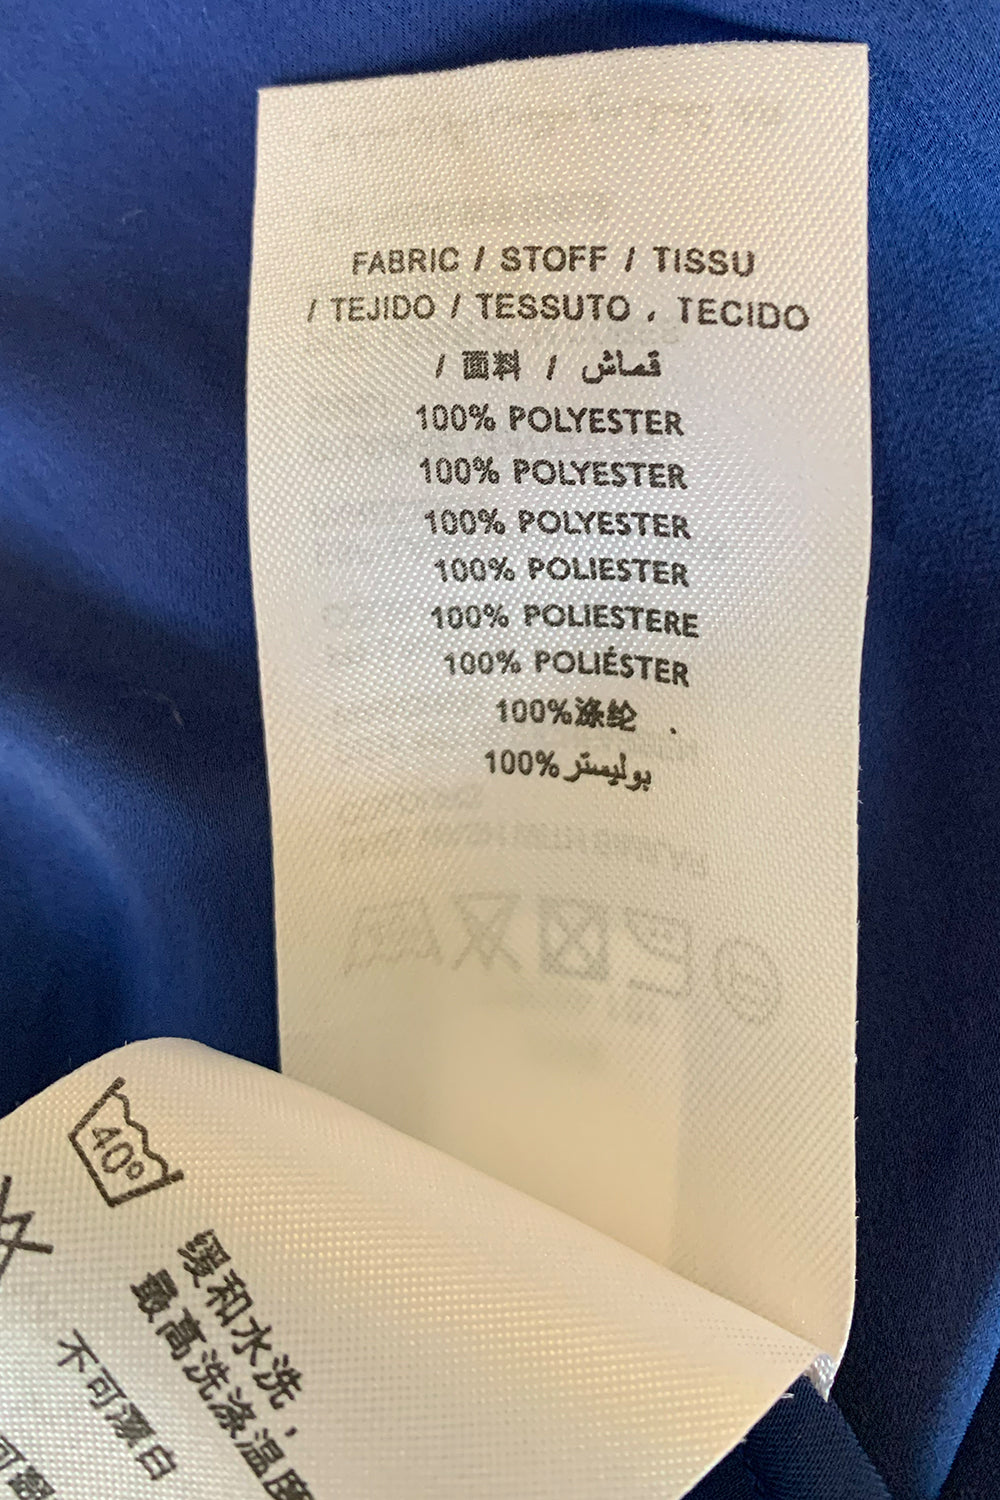 FABRIC / STOFF / TISSU
/ TEJIDO / TESSUTO . TECIDO
/ 面料 / قماش
100% POLYESTER
100% POLYESTER
100% POLYESTER
100% POLIESTER
100% POLIESTERE
100% POLIÉSTER
100%涤纶
100%بوليستر
40°
缓和水洗,
最高洗涤温度
不可漂白
可翻